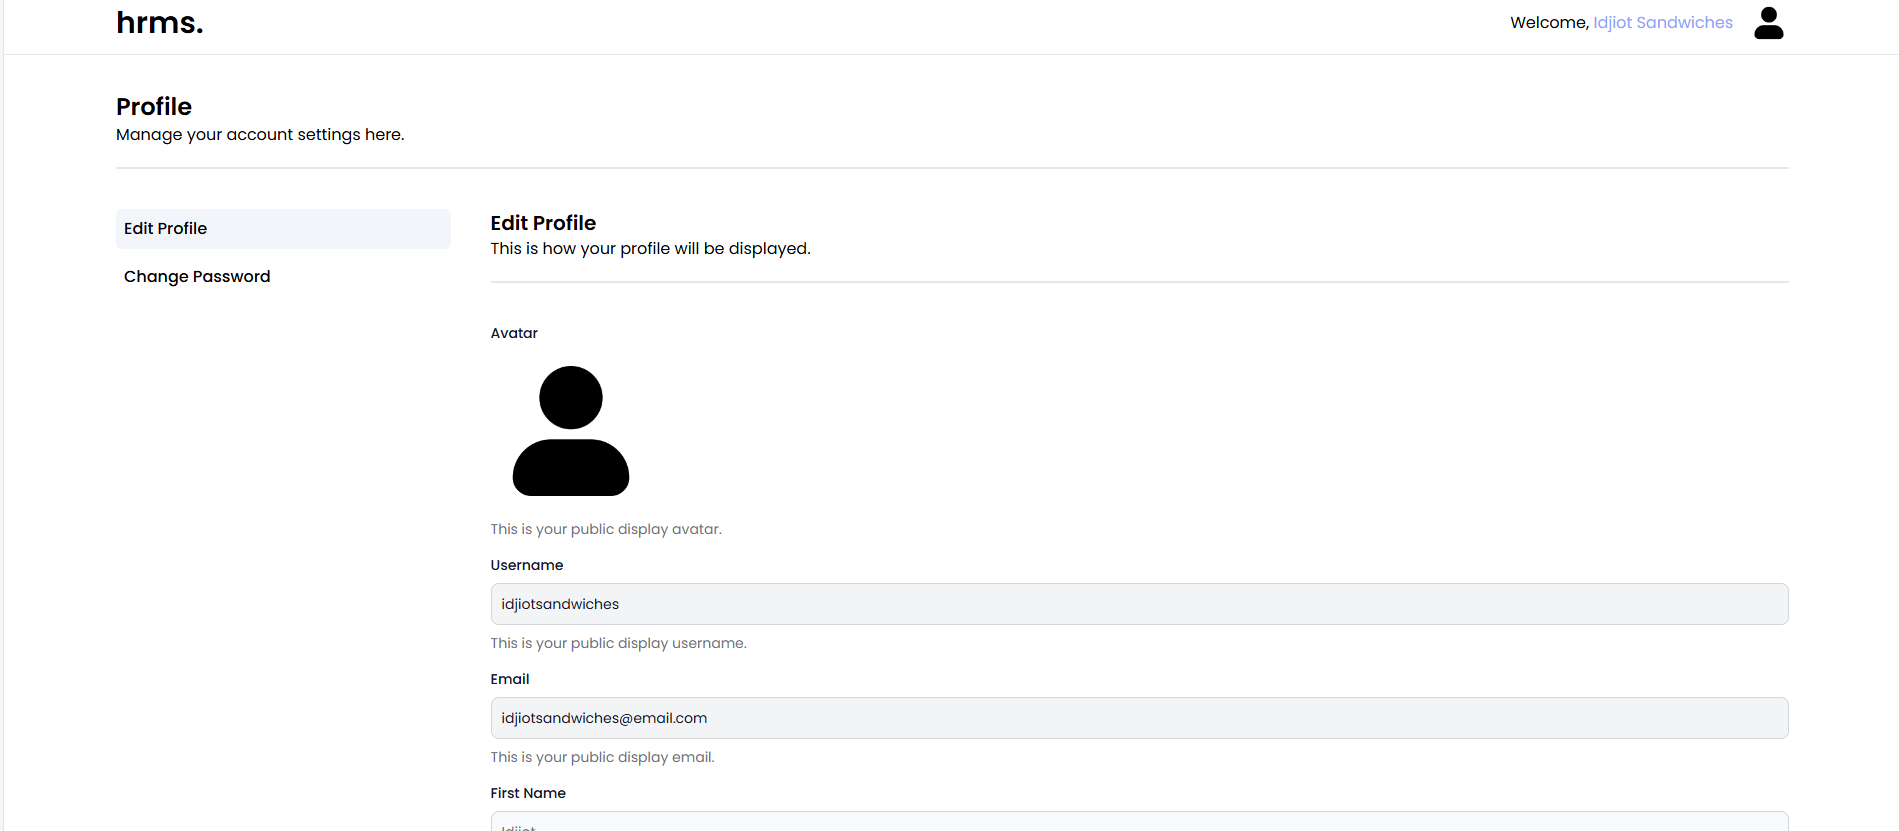 hrms.
Welcome, Idjiot Sandwiches
Profile
Manage your account settings here.
Edit Profile
Change Password
Edit Profile
This is how your profile will be displayed.
Avatar
This is your public display avatar.
Username
idjiotsandwiches
This is your public display username.
Email
idjiotsandwiches@email.com
This is your public display email.
First Name